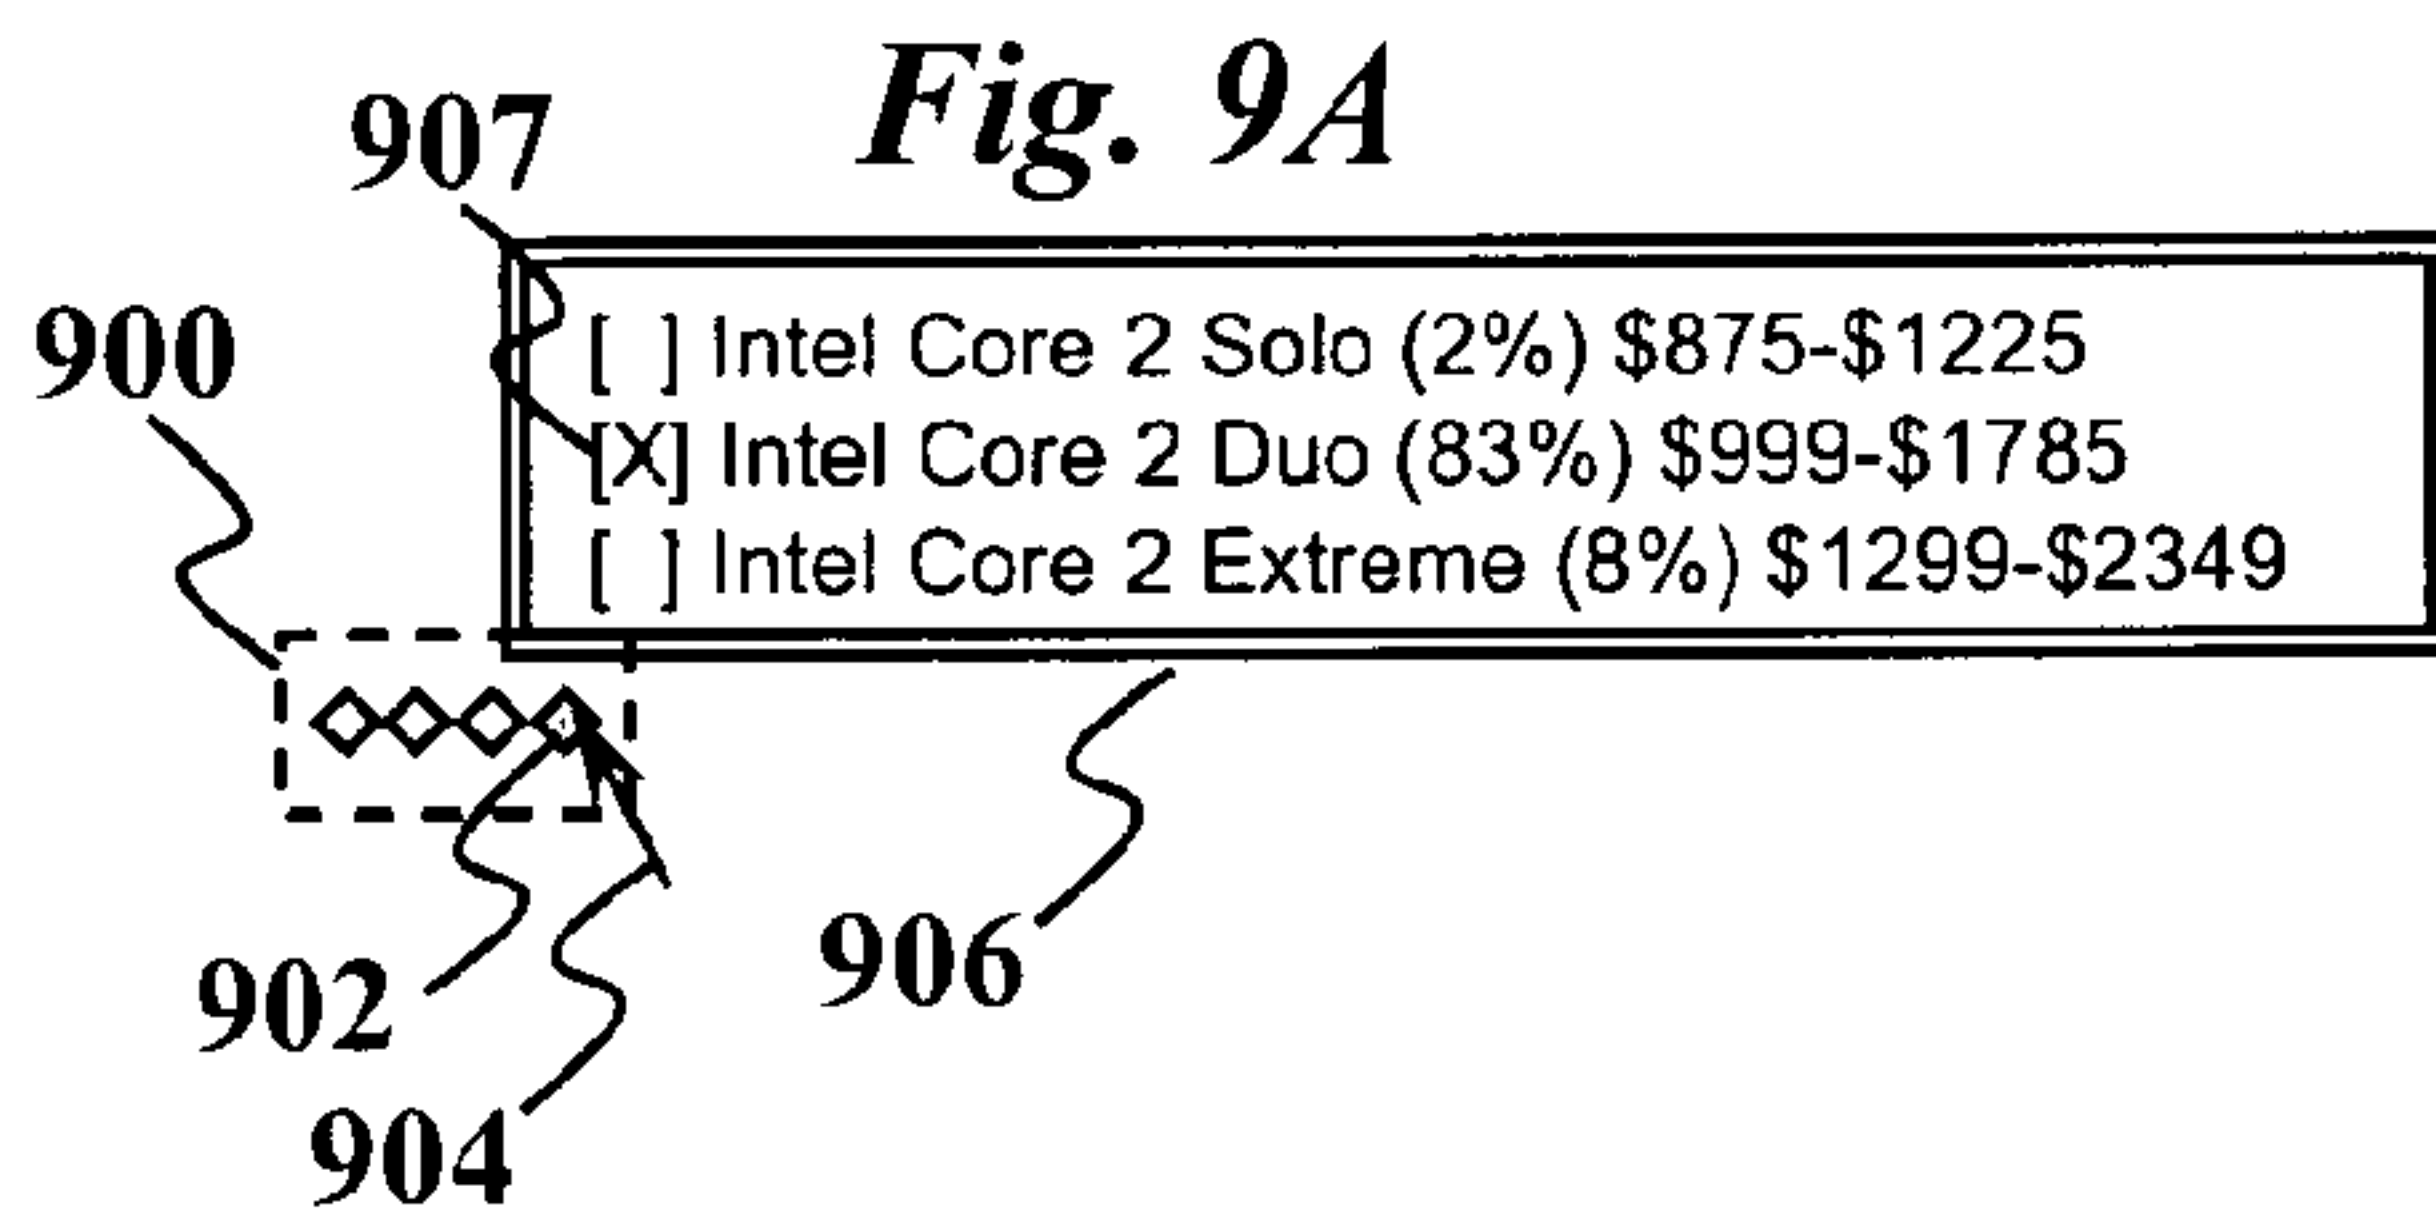 Fig. 9A
907
900
[ ] Intel Core 2 Solo (2%) $875-$1225
[X] Intel Core 2 Duo (83%) $999-$1785
[ ] Intel Core 2 Extreme (8%) $1299-$2349
902
906
904